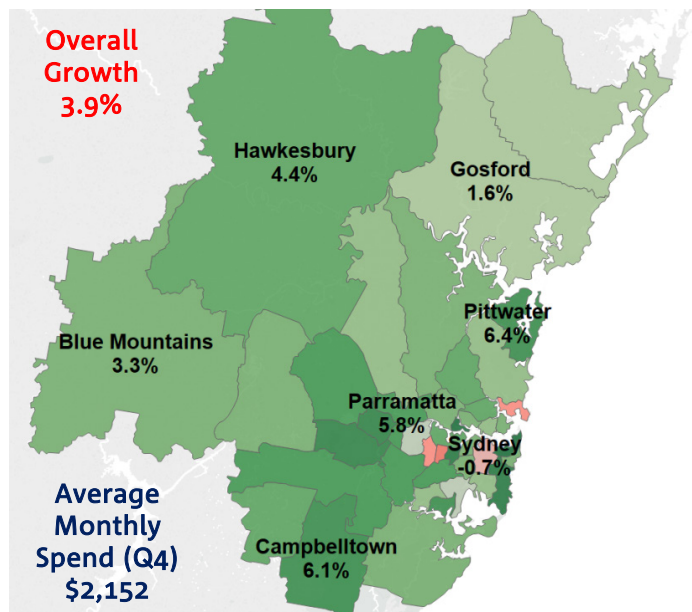 Overall
Growth
3.9%
Hawkesbury
4.4%
Gosford
1.6%
Pittwater
6.4%
Blue Mountains
3.3%
Parramatta
5.8%
Sydney
-0.7%
Average
Monthly
Spend (Q4)
$2,152
Campbelltown
6.1%